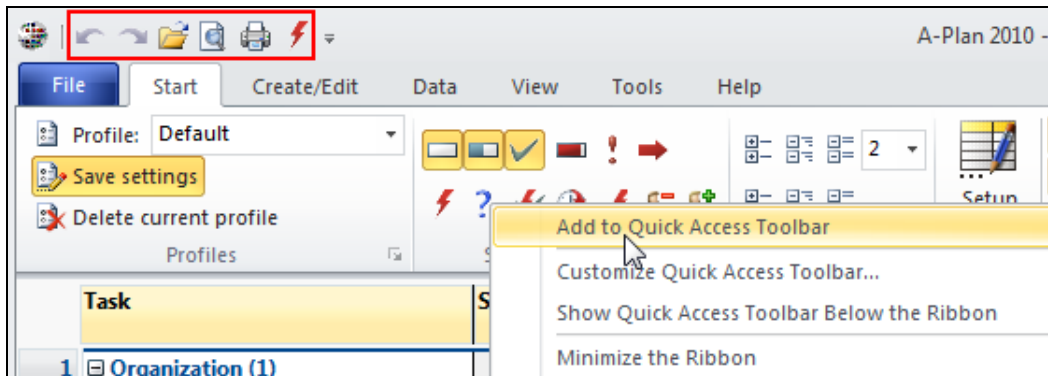 A-Plan 2010 -
File Start Create/Edit Data View Tools Help
Profile: Default
2
Save settings
Setup
Delete current profile
Add to Quick Access Toolbar
Profiles
Customize Quick Access Toolbar...
Task
Show Quick Access Toolbar Below the Ribbon
Minimize the Ribbon
1 Organization (1)